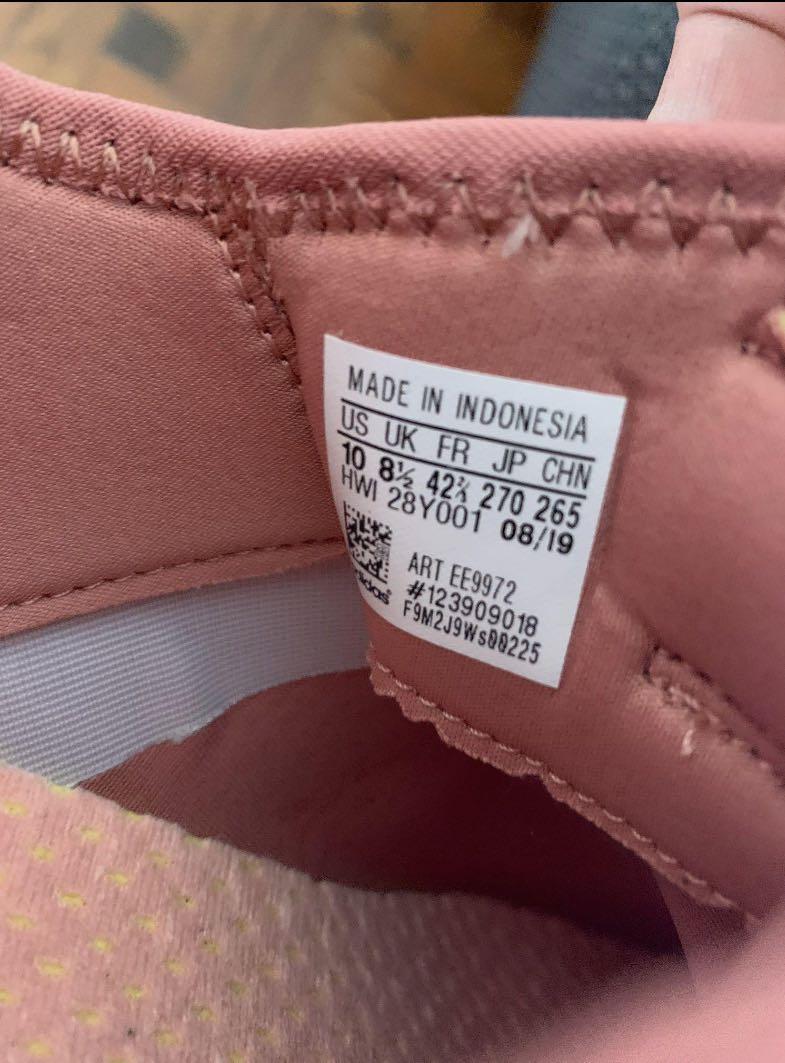 MADE IN INDONESIA
US UK FR JP CHN
10 8½ 42⅔ 270 265
HWI 28Y001 08/19
ART EE9972
#123909018
adidas